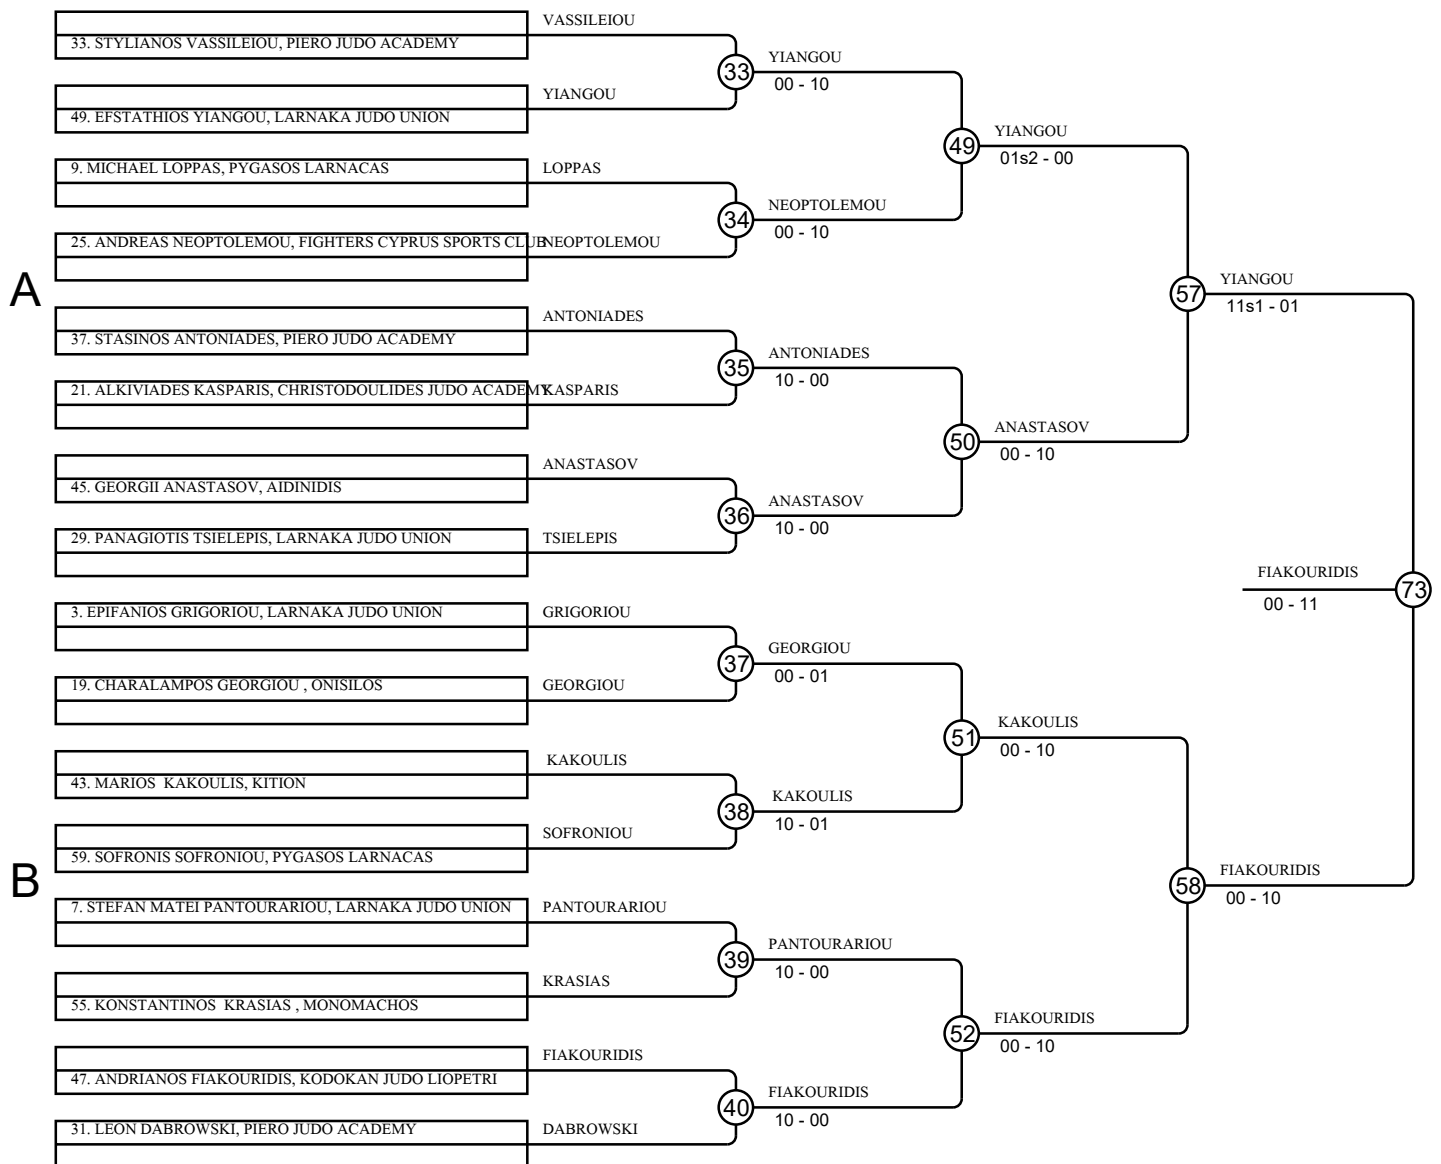 VASSILEIOU
33. STYLIANOS VASSILEIOU, PIERO JUDO ACADEMY
33
YIANGOU
00 - 10
YIANGOU
49. EFSTATHIOS YIANGOU, LARNAKA JUDO UNION
49
YIANGOU
01s2 - 00
9. MICHAEL LOPPAS, PYGASOS LARNACAS
LOPPAS
34
NEOPTOLEMOU
00 - 10
25. ANDREAS NEOPTOLEMOU, FIGHTERS CYPRUS SPORTS CLUB
NEOPTOLEMOU
A
57
YIANGOU
11s1 - 01
ANTONIADES
37. STASINOS ANTONIADES, PIERO JUDO ACADEMY
35
ANTONIADES
10 - 00
21. ALKIVIADES KASPARIS, CHRISTODOULIDES JUDO ACADEMY
KASPARIS
50
ANASTASOV
00 - 10
ANASTASOV
45. GEORGII ANASTASOV, AIDINIDIS
36
ANASTASOV
10 - 00
29. PANAGIOTIS TSIELEPIS, LARNAKA JUDO UNION
TSIELEPIS
FIAKOURIDIS
73
00 - 11
3. EPIFANIOS GRIGORIOU, LARNAKA JUDO UNION
GRIGORIOU
37
GEORGIOU
00 - 01
19. CHARALAMPOS GEORGIOU , ONISILOS
GEORGIOU
51
KAKOULIS
00 - 10
KAKOULIS
43. MARIOS  KAKOULIS, KITION
38
KAKOULIS
10 - 01
SOFRONIOU
59. SOFRONIS SOFRONIOU, PYGASOS LARNACAS
B
58
FIAKOURIDIS
00 - 10
7. STEFAN MATEI PANTOURARIOU, LARNAKA JUDO UNION
PANTOURARIOU
39
PANTOURARIOU
10 - 00
KRASIAS
55. KONSTANTINOS  KRASIAS , MONOMACHOS
52
FIAKOURIDIS
00 - 10
FIAKOURIDIS
47. ANDRIANOS FIAKOURIDIS, KODOKAN JUDO LIOPETRI
40
FIAKOURIDIS
10 - 00
31. LEON DABROWSKI, PIERO JUDO ACADEMY
DABROWSKI